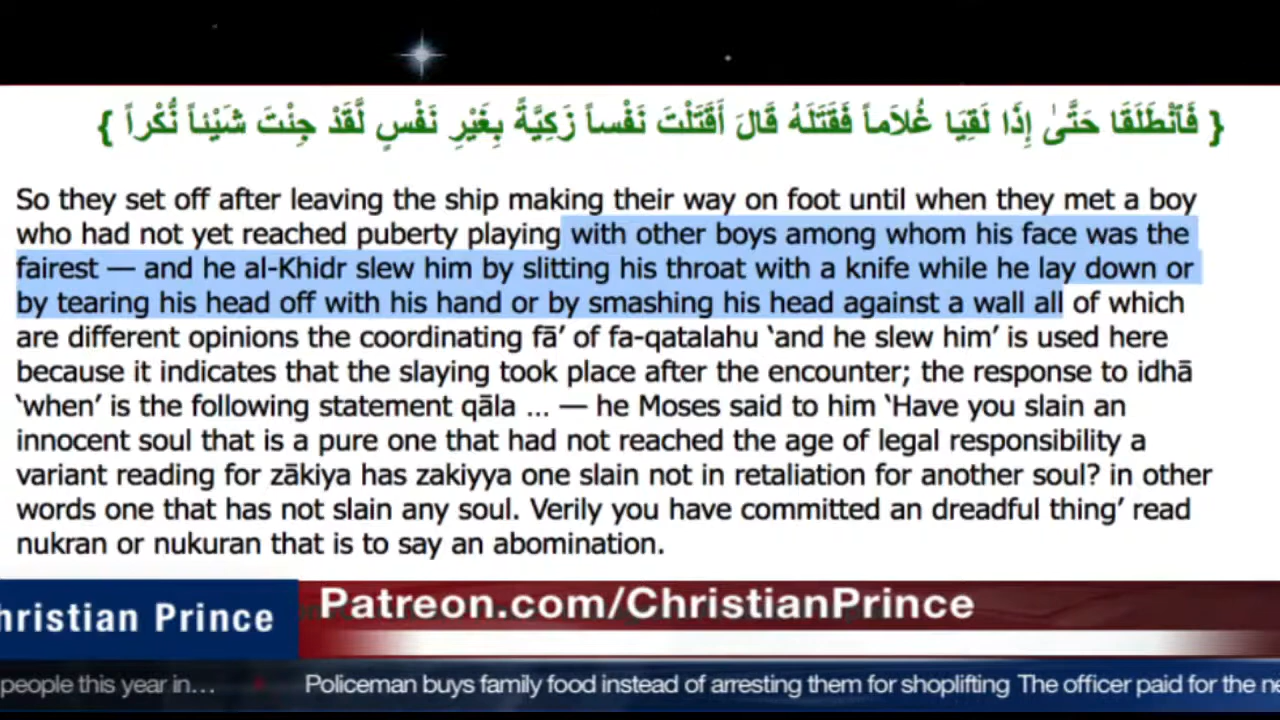 { فَٱنْطَلَقَا حَتَّىٰ إِذَا لَقِيَا غُلاَماً فَقَتَلَهُ قَالَ أَقَتَلْتَ نَفْساً زَكِيَّةً بِغَيْرِ نَفْسٍ لَّقَدْ جِئْتَ شَيْئاً نُّكْراً }
So they set off after leaving the ship making their way on foot until when they met a boy
who had not yet reached puberty playing with other boys among whom his face was the
fairest — and he al-Khidr slew him by slitting his throat with a knife while he lay down or
by tearing his head off with his hand or by smashing his head against a wall all of which
are different opinions the coordinating fā’ of fa-qatalahu ‘and he slew him’ is used here
because it indicates that the slaying took place after the encounter; the response to idhā
‘when’ is the following statement qāla ... — he Moses said to him ‘Have you slain an
innocent soul that is a pure one that had not reached the age of legal responsibility a
variant reading for zākiya has zakiyya one slain not in retaliation for another soul? in other
words one that has not slain any soul. Verily you have committed an dreadful thing’ read
nukran or nukuran that is to say an abomination.
hristian Prince
Patreon.com/ChristianPrince
people this year in... Policeman buys family food instead of arresting them for shoplifting The officer paid for the ne